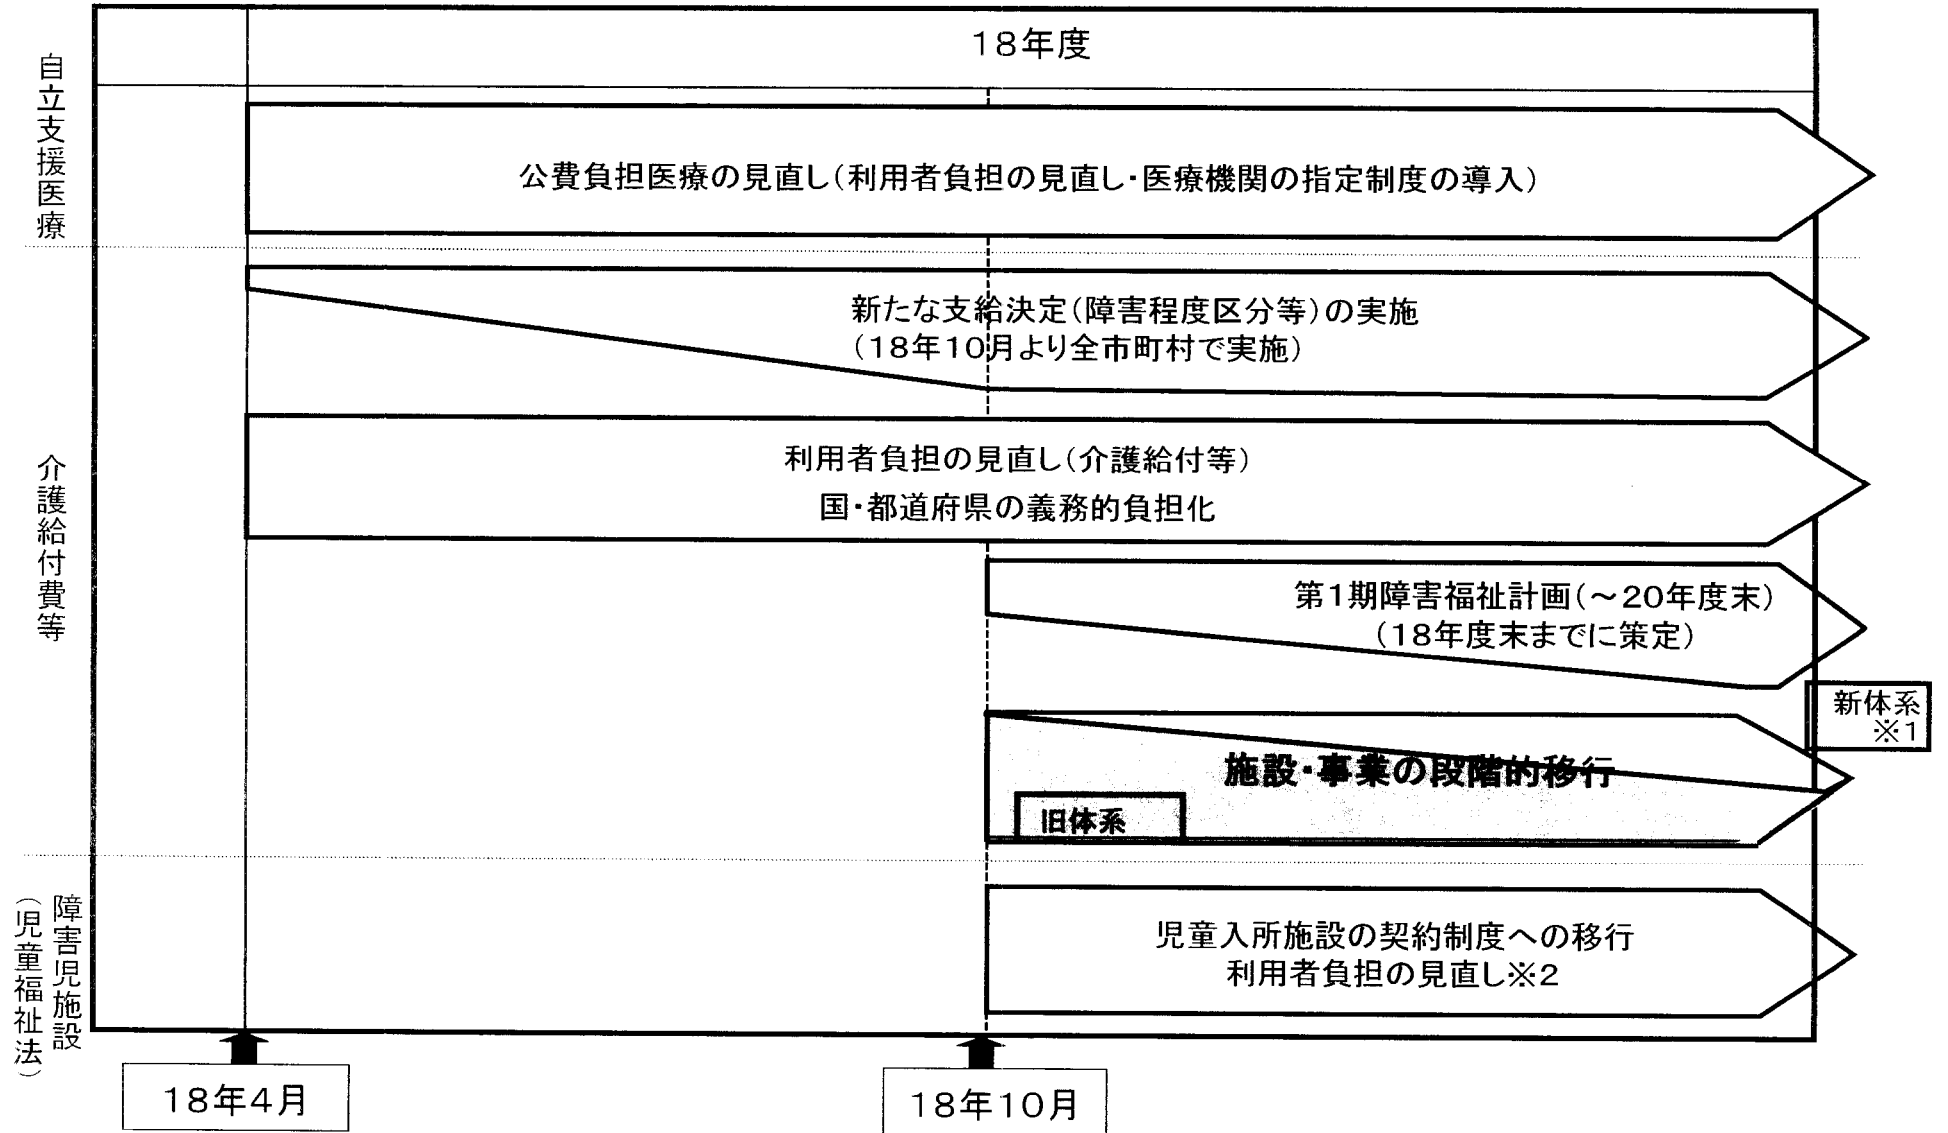 18年度
自立支援医療
公費負担医療の見直し(利用者負担の見直し・医療機関の指定制度の導入)
介護給付費等
新たな支給決定(障害程度区分等)の実施
(18年10月より全市町村で実施)
利用者負担の見直し(介護給付等)
国・都道府県の義務的負担化
第1期障害福祉計画(～20年度末)
(18年度末までに策定)
新体系
※1
施設・事業の段階的移行
旧体系
障害児施設
(児童福祉法)
児童入所施設の契約制度への移行
利用者負担の見直し※2
18年4月
18年10月